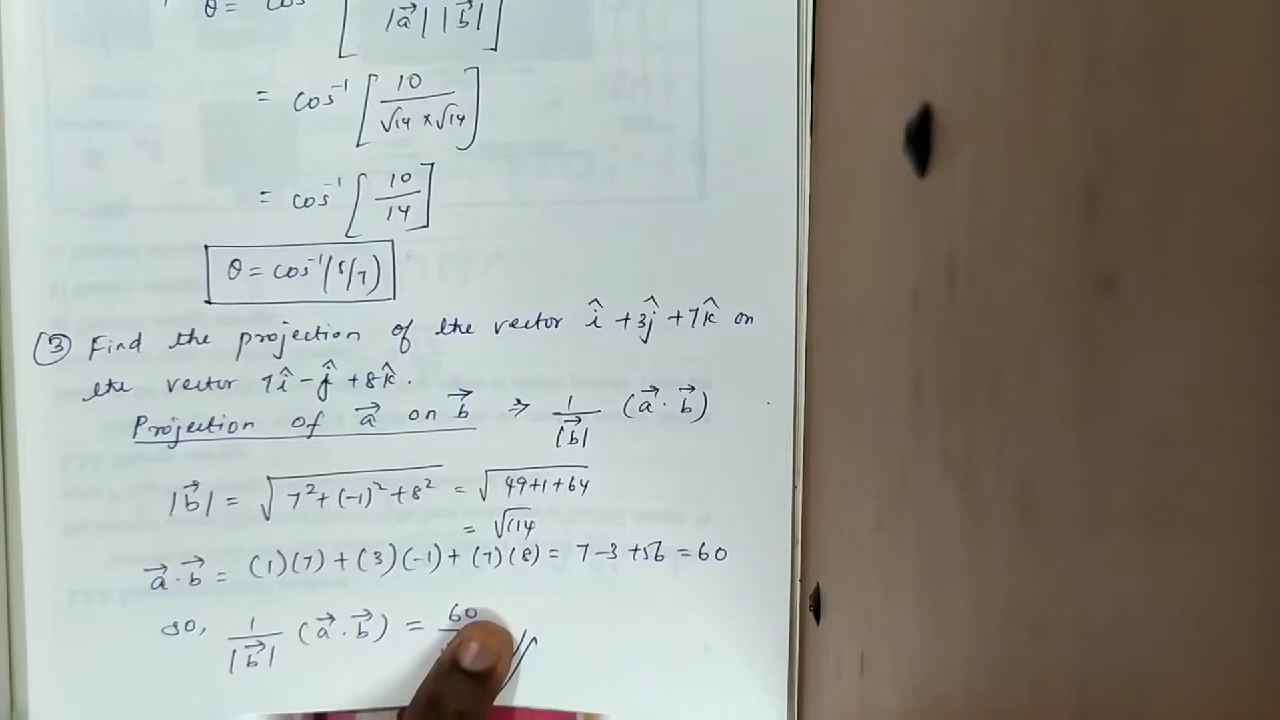 θ = cos
|a⃗| |b⃗|
= cos⁻¹ [10 / √14 × √14]
= cos⁻¹ [10 / 14]
θ = cos⁻¹(5/7)
(3) Find the projection of the vector î + 3ĵ + 7k̂ on
the vector 7î - ĵ + 8k̂.
Projection of a⃗ on b⃗ ⇒ 1/|b⃗| (a⃗ · b⃗)
|b⃗| = √(7² + (-1)² + 8²) = √(49+1+64)
= √114
a⃗ · b⃗ = (1)(7) + (3)(-1) + (7)(8) = 7 - 3 + 56 = 60
so, 1/|b⃗| (a⃗ · b⃗) = 60